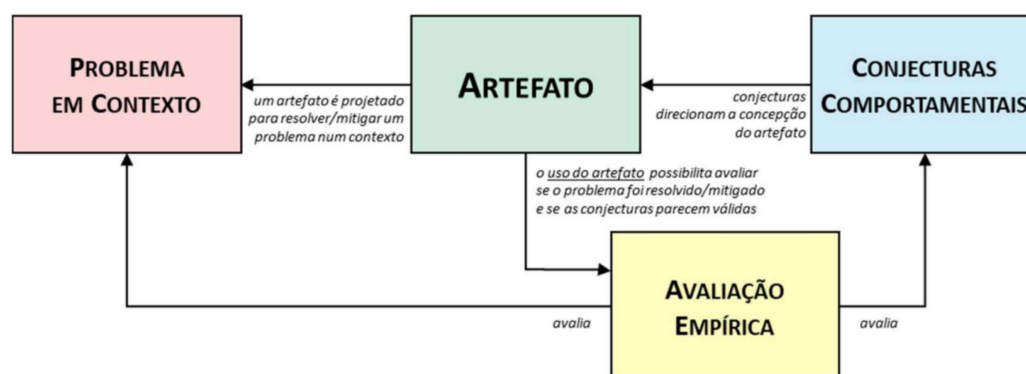 PROBLEMA
EM CONTEXTO
um artefato é projetado
para resolver/mitigar um
problema num contexto
ARTEFATO
conjecturas
direcionam a concepção
do artefato
CONJECTURAS
COMPORTAMENTAIS
o uso do artefato possibilita avaliar
se o problema foi resolvido/mitigado
e se as conjecturas parecem válidas
avalia
AVALIAÇÃO
EMPÍRICA
avalia